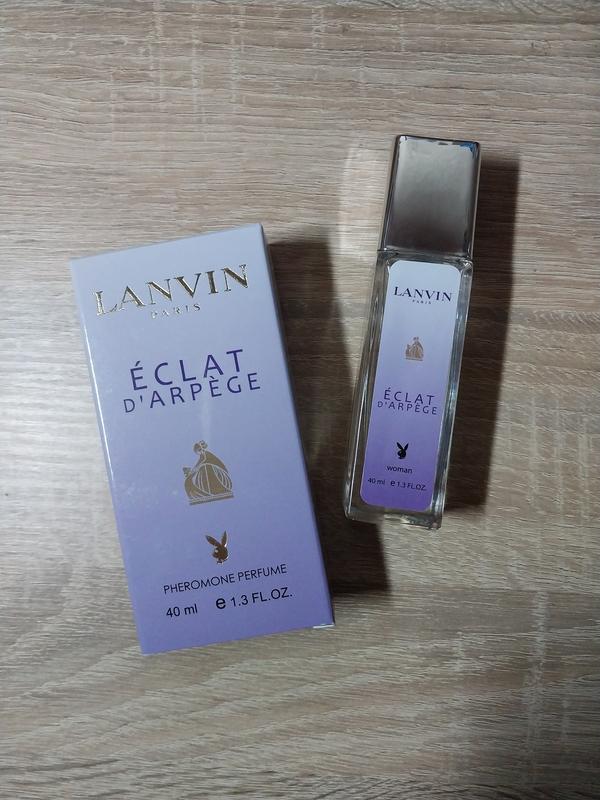 LANVIN
PARIS
ÉCLAT
D'ARPÈGE
PHEROMONE PERFUME
40 ml e 1.3 FL.OZ.
LANVIN
PARIS
ÉCLAT
D'ARPÈGE
woman
40 ml e 1.3 FL.OZ.